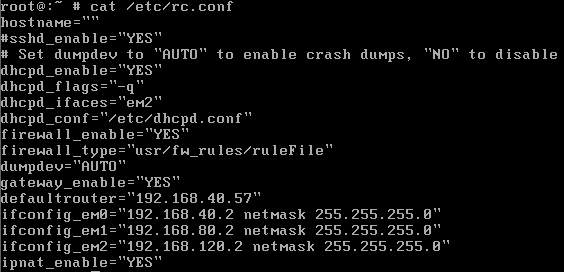 root@:~ # cat /etc/rc.conf
hostname=""
#sshd_enable="YES"
# Set dumpdev to "AUTO" to enable crash dumps, "NO" to disable
dhcpd_enable="YES"
dhcpd_flags="-q"
dhcpd_ifaces="em2"
dhcpd_conf="/etc/dhcpd.conf"
firewall_enable="YES"
firewall_type="usr/fw_rules/ruleFile"
dumpdev="AUTO"
gateway_enable="YES"
defaultrouter="192.168.40.57"
ifconfig_em0="192.168.40.2 netmask 255.255.255.0"
ifconfig_em1="192.168.80.2 netmask 255.255.255.0"
ifconfig_em2="192.168.120.2 netmask 255.255.255.0"
ipnat_enable="YES"